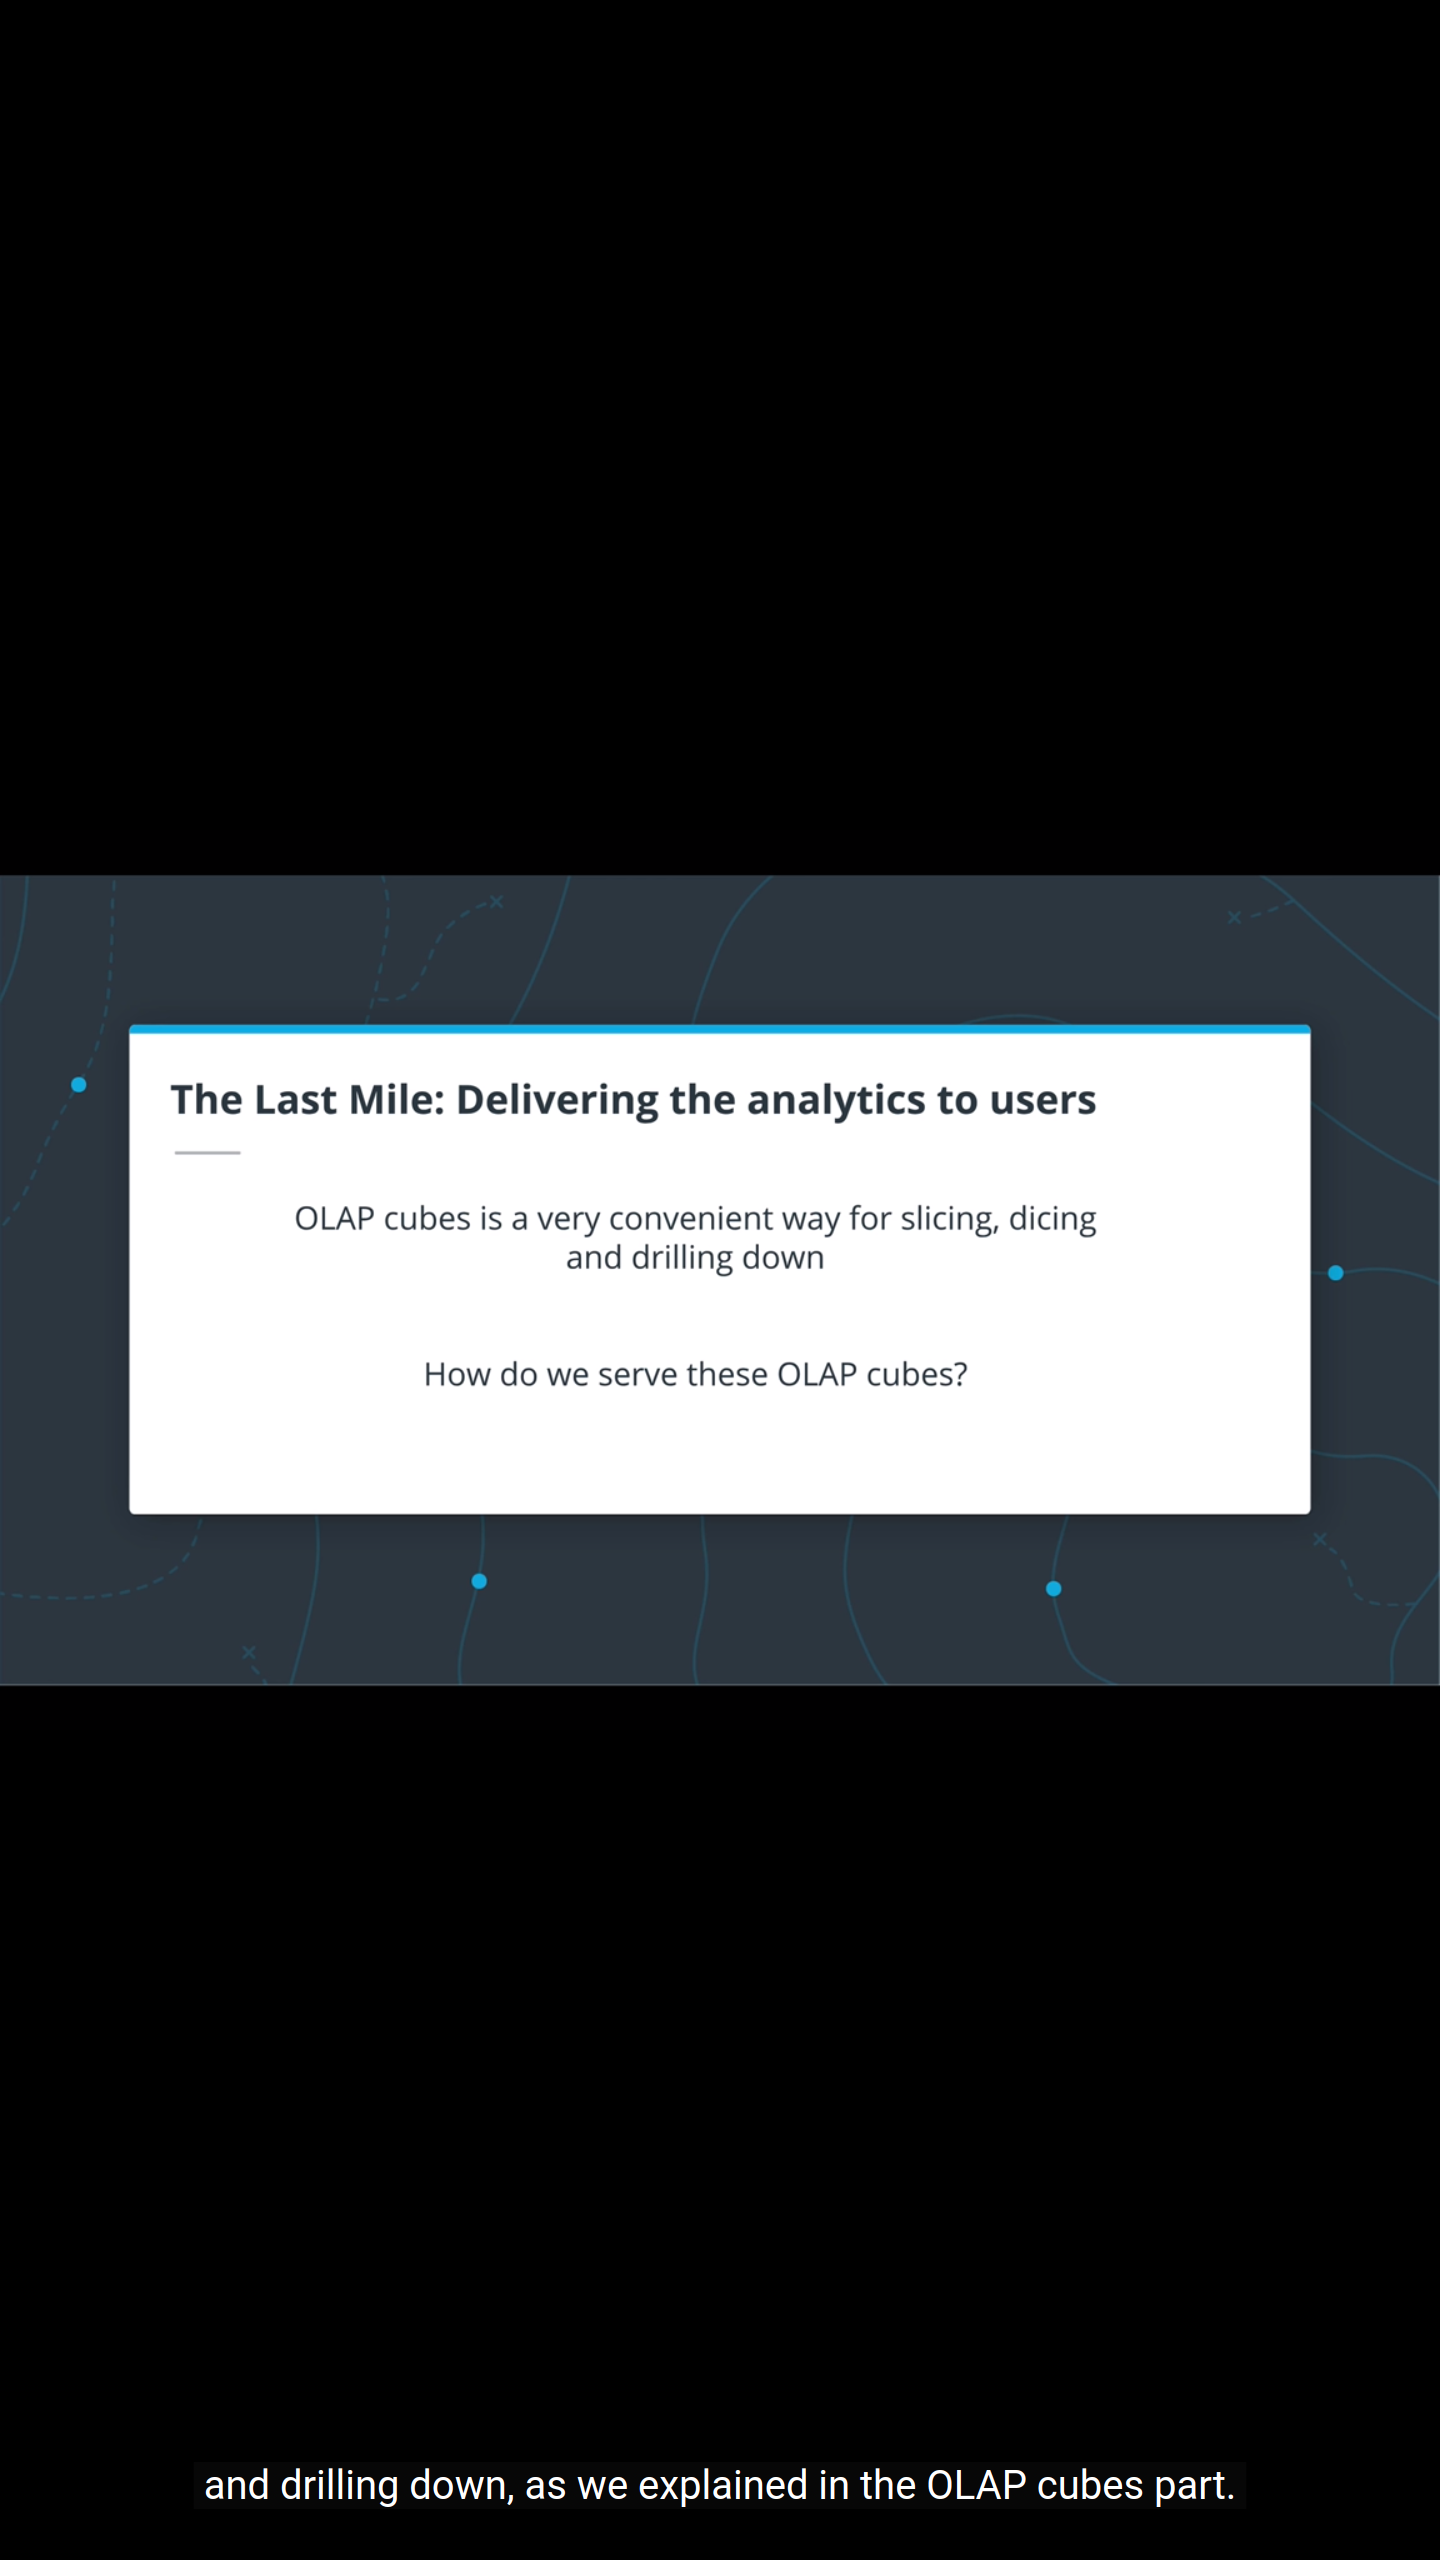 The Last Mile: Delivering the analytics to users
OLAP cubes is a very convenient way for slicing, dicing
and drilling down
How do we serve these OLAP cubes?
and drilling down, as we explained in the OLAP cubes part.